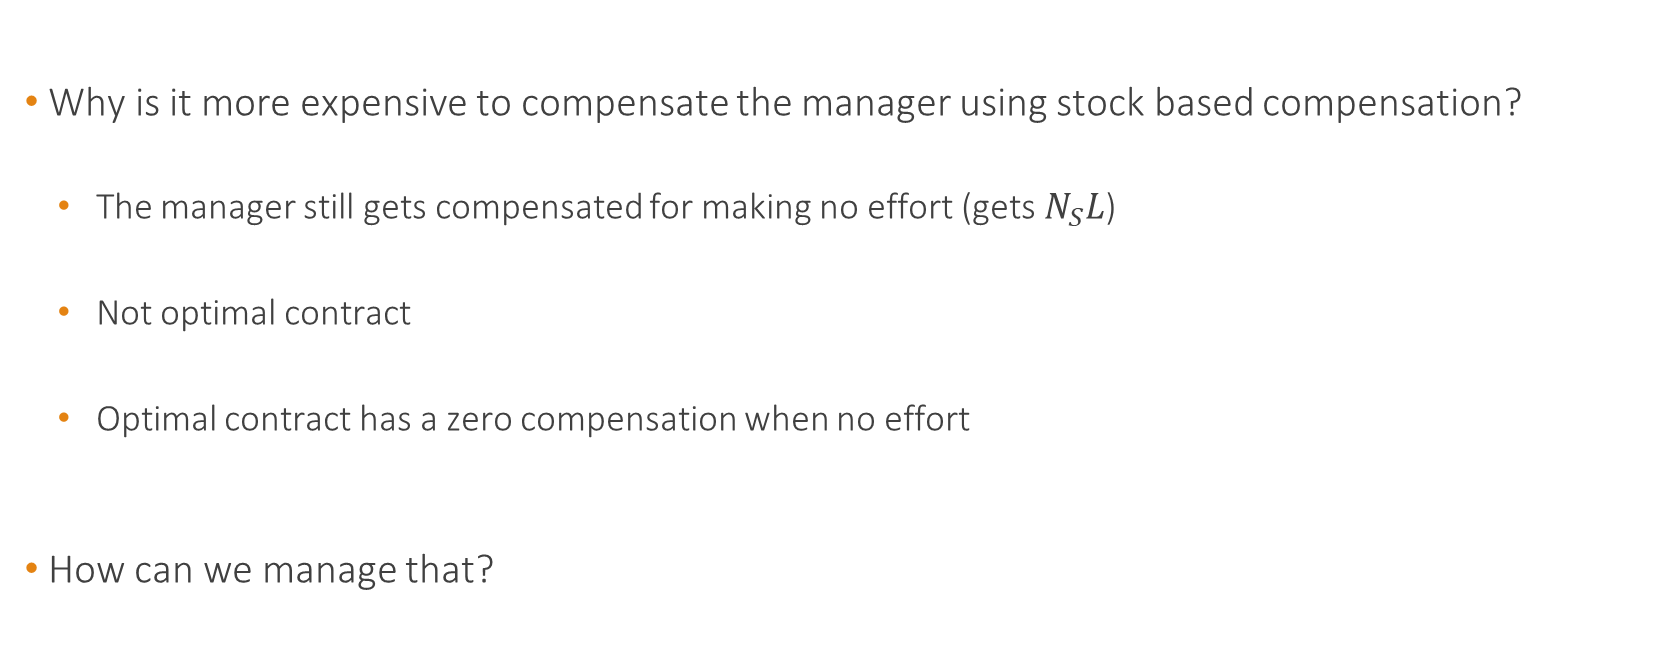 • Why is it more expensive to compensate the manager using stock based compensation?
• The manager still gets compensated for making no effort (gets $N_S L$)
• Not optimal contract
• Optimal contract has a zero compensation when no effort
• How can we manage that?